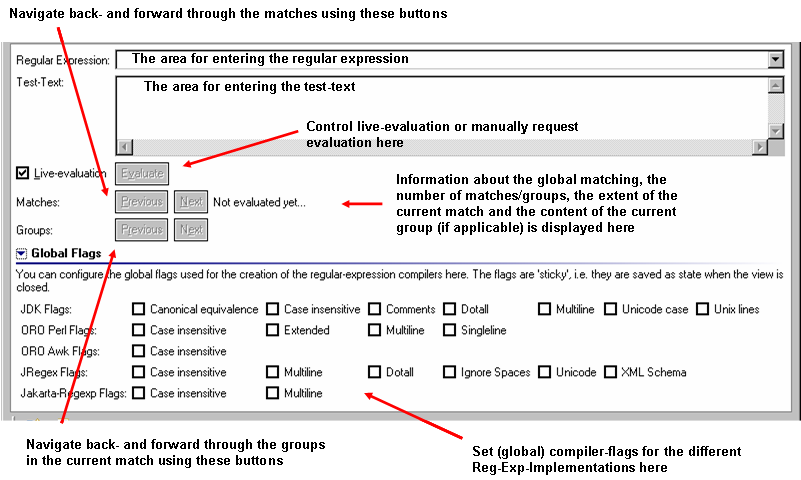 Navigate back- and forward through the matches using these buttons
Regular Expression: The area for entering the regular expression
Test-Text: The area for entering the test-text
Control live-evaluation or manually request
evaluation here
Live-evaluation Evaluate
Information about the global matching, the
number of matches/groups, the extent of the
current match and the content of the current
group (if applicable) is displayed here
Matches: Previous Next Not evaluated yet...
Groups: Previous Next
Global Flags
You can configure the global flags used for the creation of the regular-expression compilers here. The flags are 'sticky', i.e. they are saved as state when the view is
closed.
JDK Flags: Canonical equivalence Case insensitive Comments Dotall Multiline Unicode case Unix lines
ORO Perl Flags: Case insensitive Extended Multiline Singleline
ORO Awk Flags: Case insensitive
JRegex Flags: Case insensitive Multiline Dotall Ignore Spaces Unicode XML Schema
Jakarta-Regexp Flags: Case insensitive Multiline
Navigate back- and forward through the groups
in the current match using these buttons
Set (global) compiler-flags for the different
Reg-Exp-Implementations here